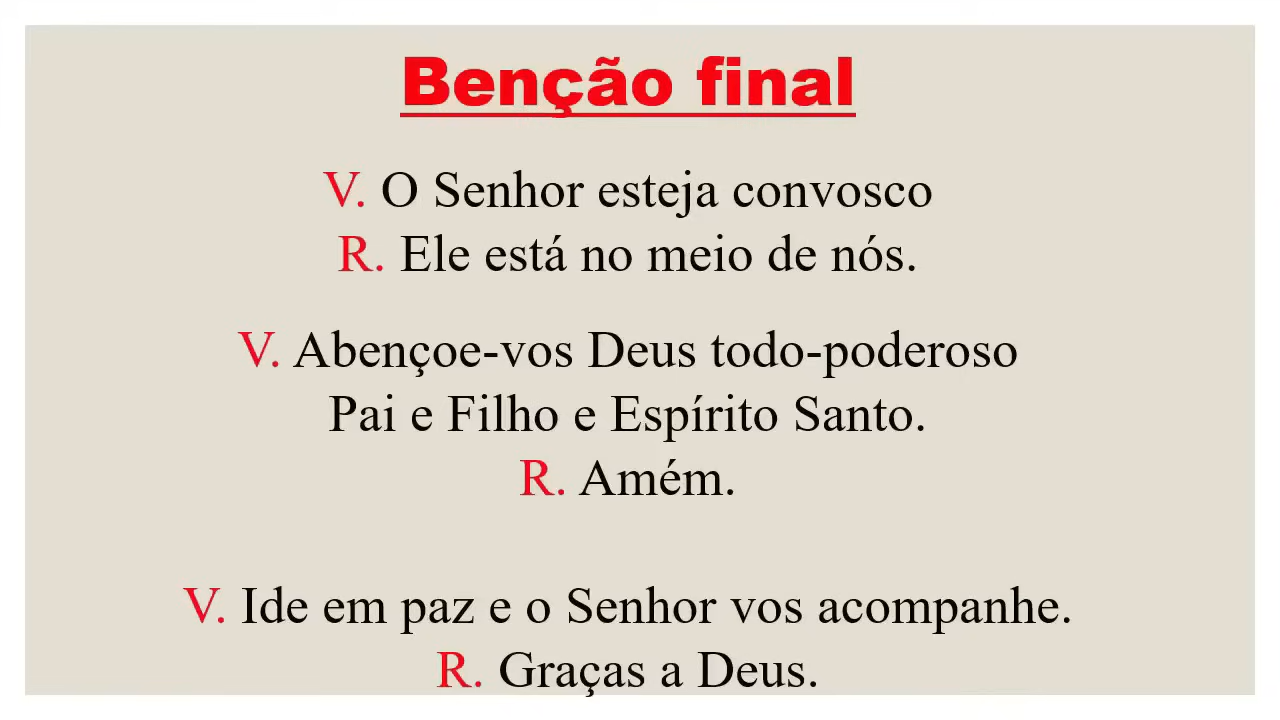 Benção final
V. O Senhor esteja convosco
R. Ele está no meio de nós.
V. Abençoe-vos Deus todo-poderoso
Pai e Filho e Espírito Santo.
R. Amém.
V. Ide em paz e o Senhor vos acompanhe.
R. Graças a Deus.